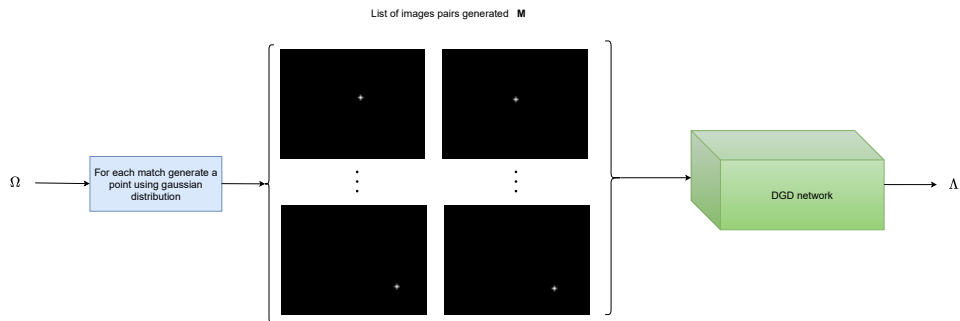 List of images pairs generated M
Ω
For each match generate a
point using gaussian
distribution
DGD network
Λ